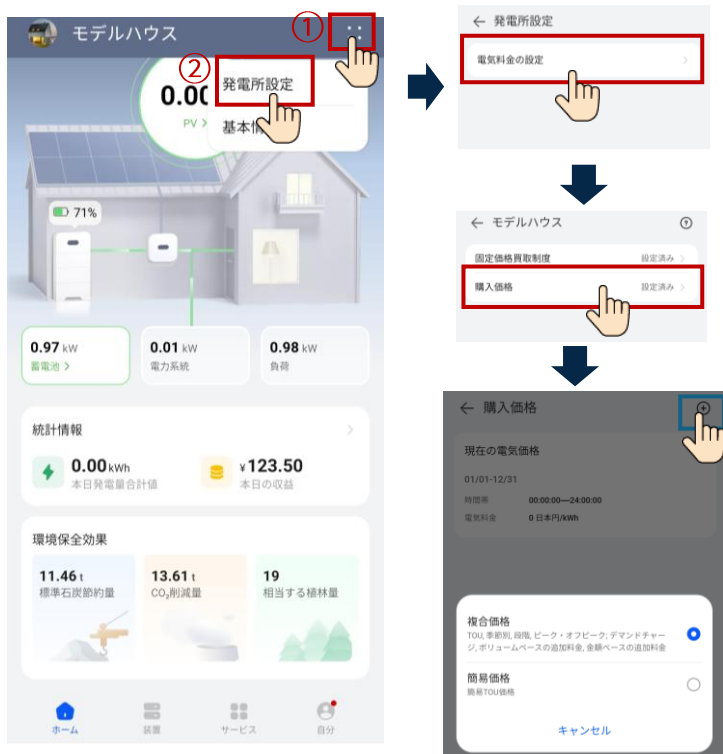 モデルハウス
①
②
発電所設定
0.00
PV >
基本情
71%
0.97 kW
蓄電池 >
0.01 kW
電力系統
0.98 kW
負荷
統計情報
0.00 kWh
本日発電量合計値
¥ 123.50
本日の収益
環境保全効果
11.46 t
標準石炭節約量
13.61 t
CO₂削減量
19
相当する植林量
ホーム
装置
サービス
自分
← 発電所設定
電気料金の設定
← モデルハウス
固定価格買取制度
設定済み
購入価格
設定済み
← 購入価格
現在の電気価格
01/01-12/31
時間帯 00:00:00—24:00:00
電気料金 0 日本円/kWh
複合価格
TOU, 季節別, 段階, ピーク・オフピーク; デマンドチャー
ジ, ボリュームベースの追加料金, 金額ベースの追加料金
簡易価格
簡易TOU価格
キャンセル